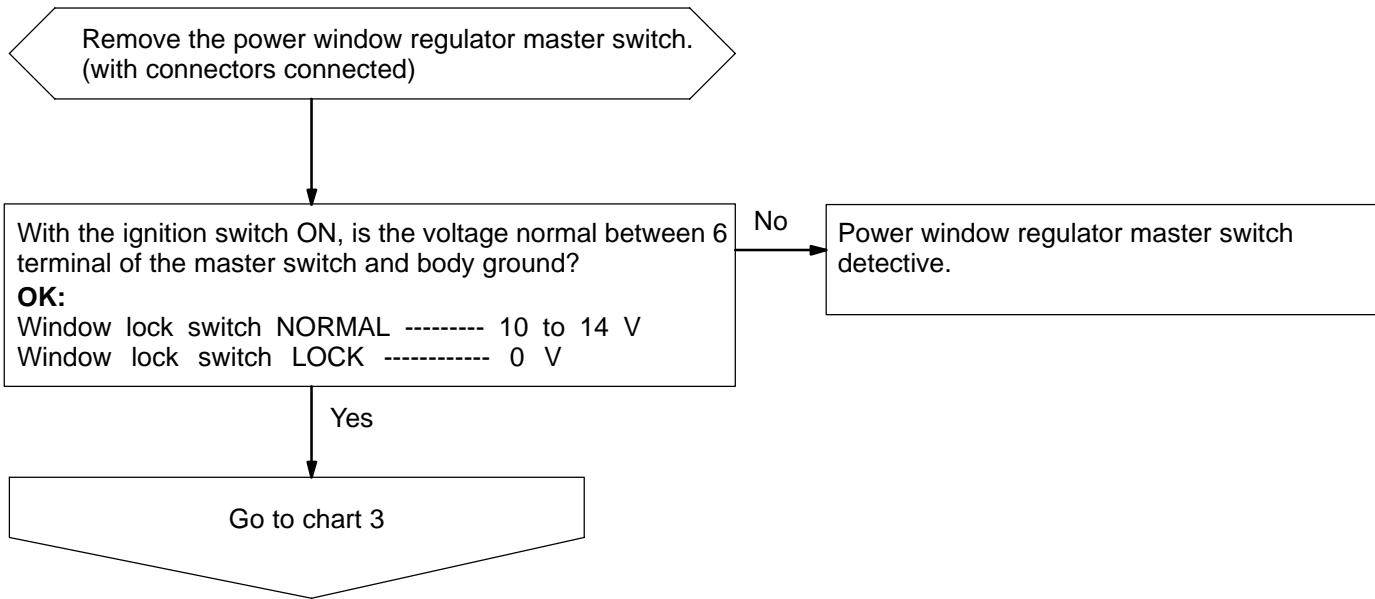 Remove the power window regulator master switch.
(with connectors connected)
With the ignition switch ON, is the voltage normal between 6
terminal of the master switch and body ground?
OK:
Window lock switch NORMAL --------- 10 to 14 V
Window lock switch LOCK ------------ 0 V
No
Power window regulator master switch
detective.
Yes
Go to chart 3